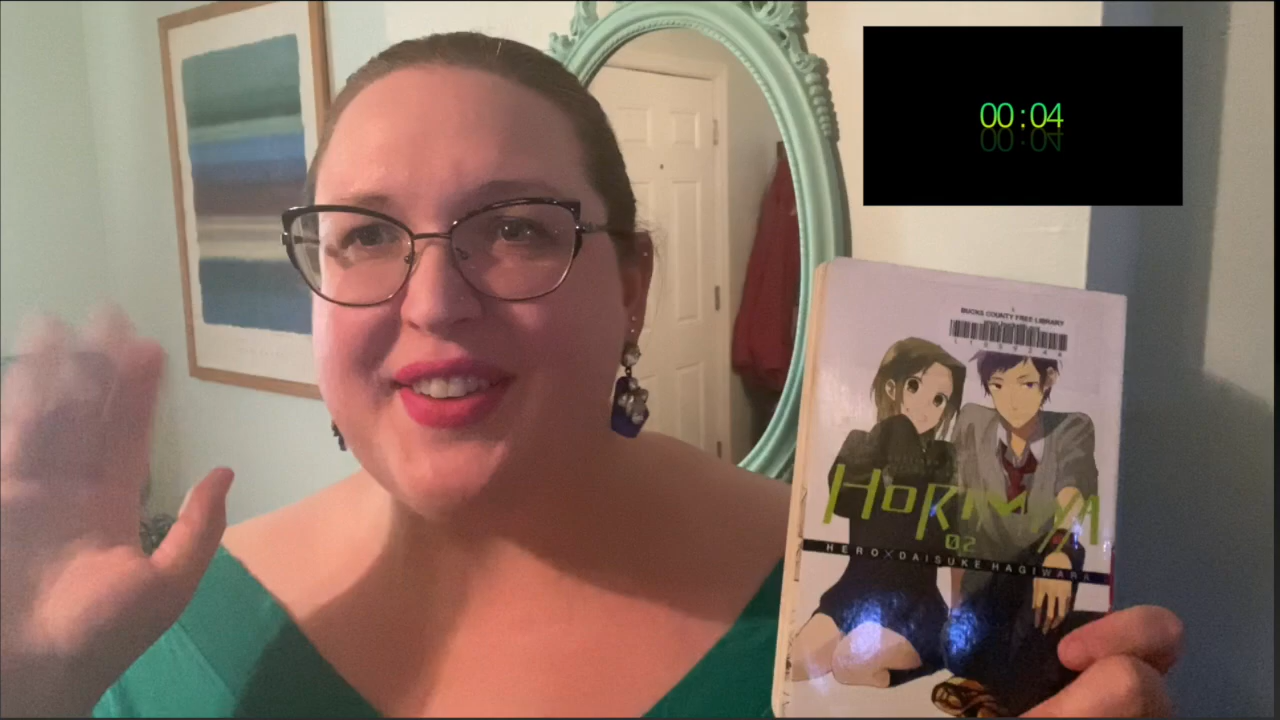 00:04
BUCKS COUNTY FREE LIBRARY
HORIMIYA
02
HERO×DAISUKE HAGIWARA